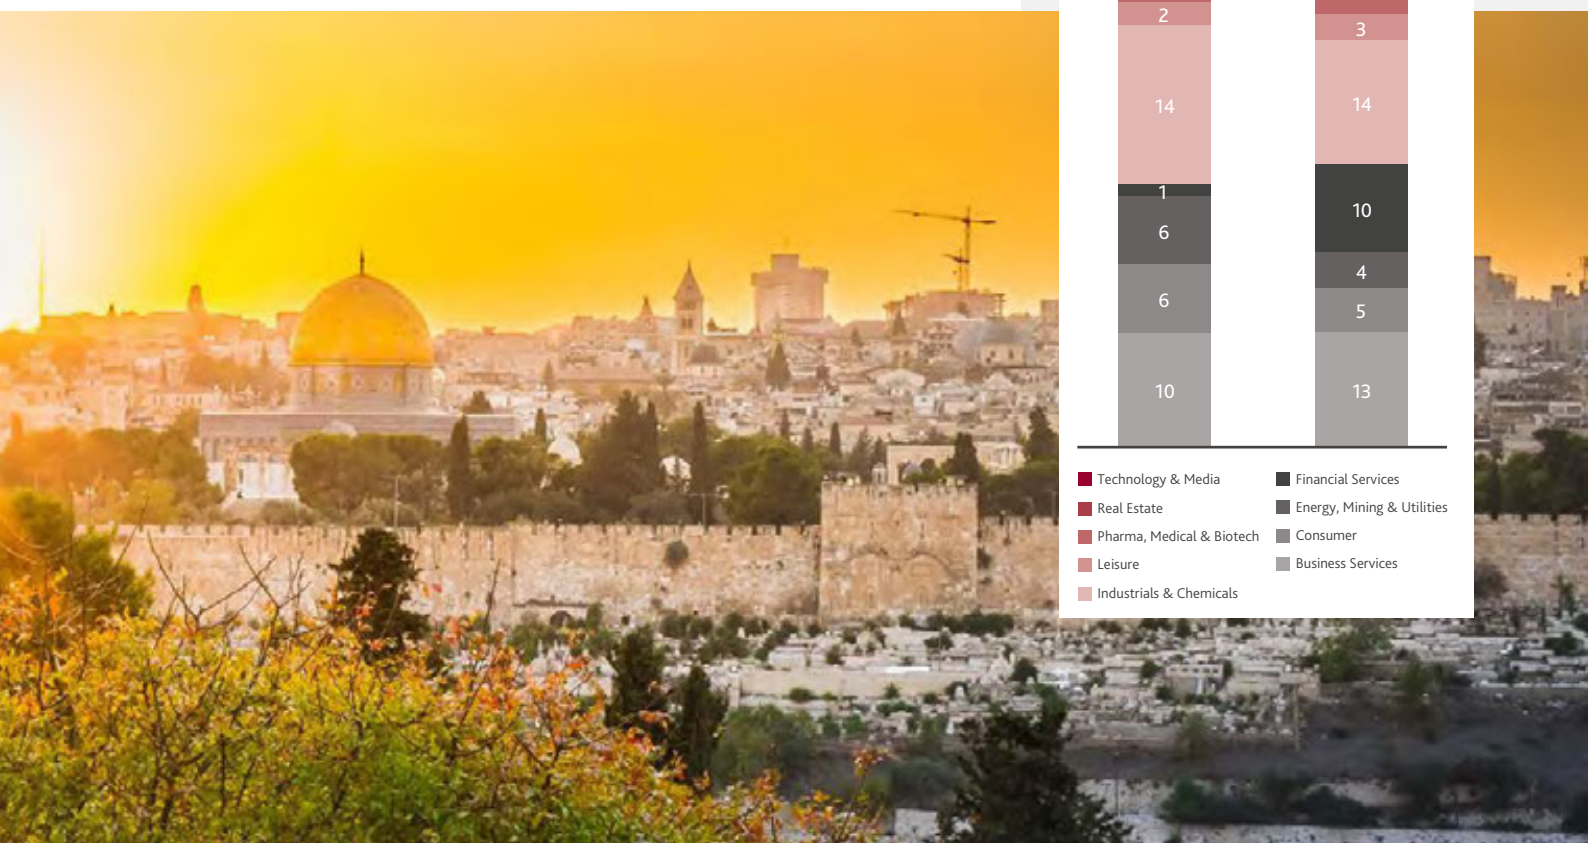 2
3
14
14
1
10
6
4
6
5
10
13
Technology & Media
Financial Services
Real Estate
Energy, Mining & Utilities
Pharma, Medical & Biotech
Consumer
Leisure
Business Services
Industrials & Chemicals